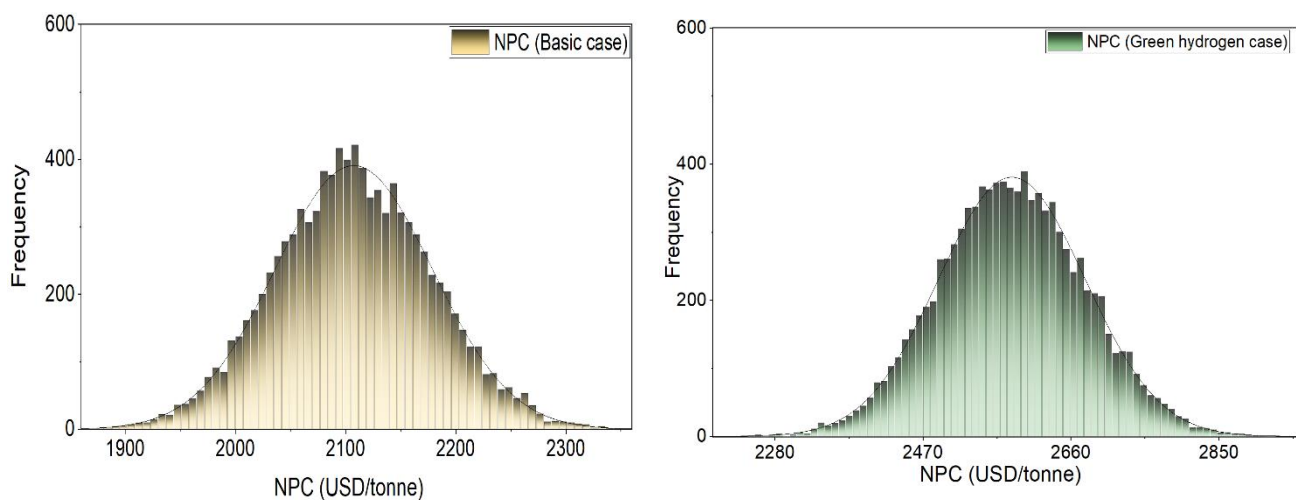 600
NPC (Basic case)
400
Frequency
200
0
1900
2000
2100
2200
2300
NPC (USD/tonne)
600
NPC (Green hydrogen case)
400
Frequency
200
0
2280
2470
2660
2850
NPC (USD/tonne)